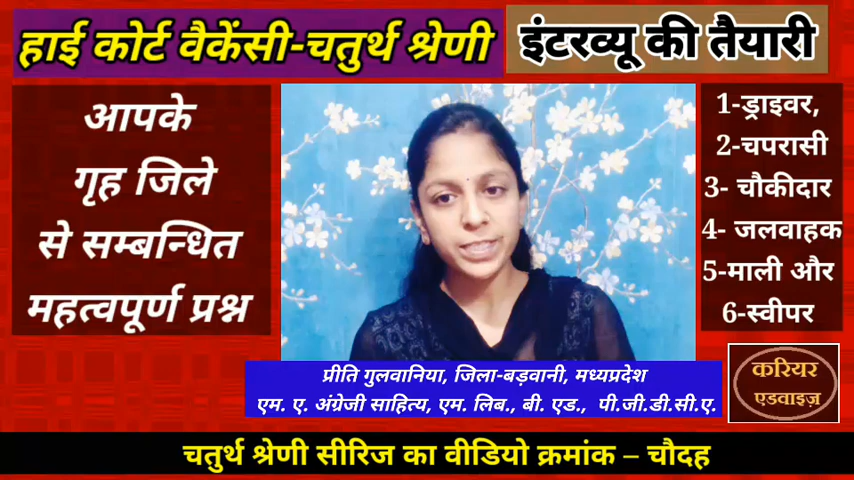 हाई कोर्ट वैकेंसी-चतुर्थ श्रेणी
इंटरव्यू की तैयारी
आपके
गृह जिले
से सम्बन्धित
महत्वपूर्ण प्रश्न
1-ड्राइवर,
2-चपरासी
3- चौकीदार
4- जलवाहक
5-माली और
6-स्वीपर
प्रीति गुलवानिया, जिला-बड़वानी, मध्यप्रदेश
एम. ए. अंग्रेजी साहित्य, एम. लिब., बी. एड., पी.जी.डी.सी.ए.
करियर
एडवाइज़
चतुर्थ श्रेणी सीरिज का वीडियो क्रमांक – चौदह